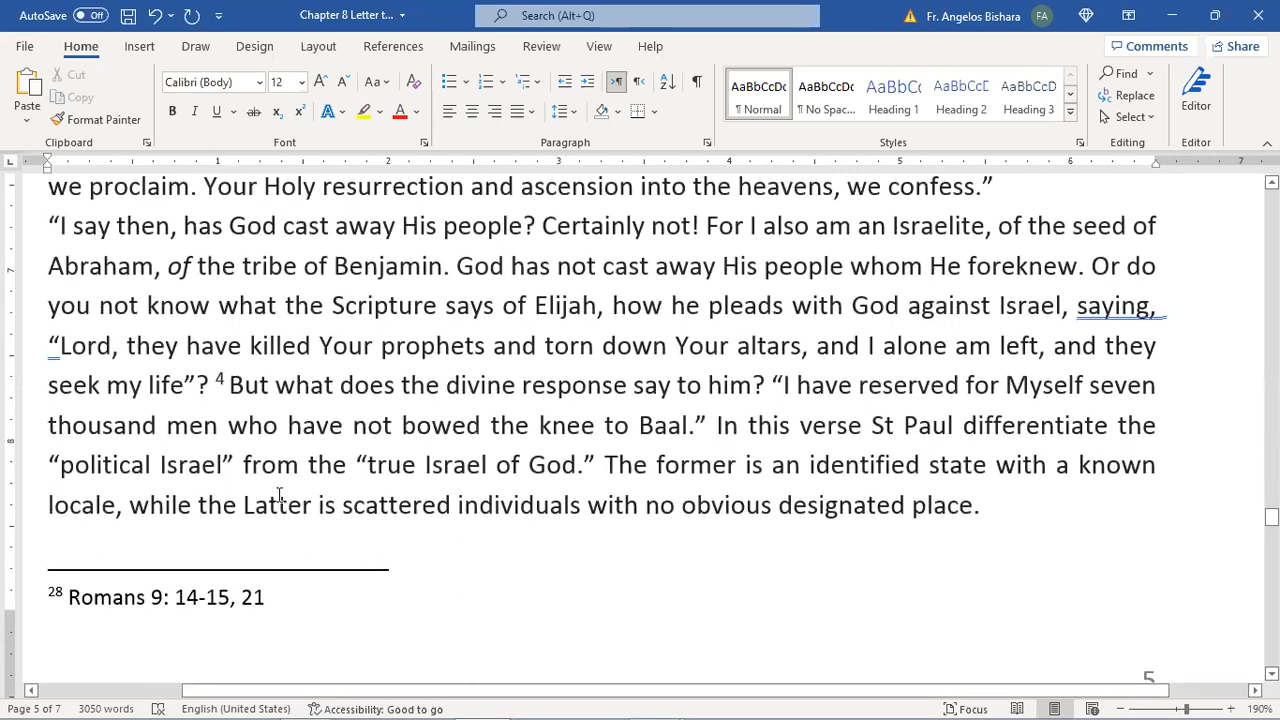 AutoSave Off Chapter 8 Letter t... Search (Alt+Q) Fr. Angelos Bishara FA
File Home Insert Draw Design Layout References Mailings Review View Help Comments Share
Paste Cut Copy Format Painter Clipboard
Calibri (Body) 12 Font
Paragraph
AaBbCcDc ¶ Normal AaBbCcDc ¶ No Spac... AaBbCc Heading 1 AaBbCcD Heading 2 AaBbCcD Heading 3 Styles
Find Replace Select Editing
Editor Editor
1 2 3 4 5 6 7
we proclaim. Your Holy resurrection and ascension into the heavens, we confess.”
“I say then, has God cast away His people? Certainly not! For I also am an Israelite, of the seed of
Abraham, of the tribe of Benjamin. God has not cast away His people whom He foreknew. Or do
you not know what the Scripture says of Elijah, how he pleads with God against Israel, saying,
“Lord, they have killed Your prophets and torn down Your altars, and I alone am left, and they
seek my life”? 4 But what does the divine response say to him? “I have reserved for Myself seven
thousand men who have not bowed the knee to Baal.” In this verse St Paul differentiate the
“political Israel” from the “true Israel of God.” The former is an identified state with a known
locale, while the Latter is scattered individuals with no obvious designated place.
28 Romans 9: 14-15, 21
5
Page 5 of 7 3050 words English (United States) Accessibility: Good to go Focus 190%